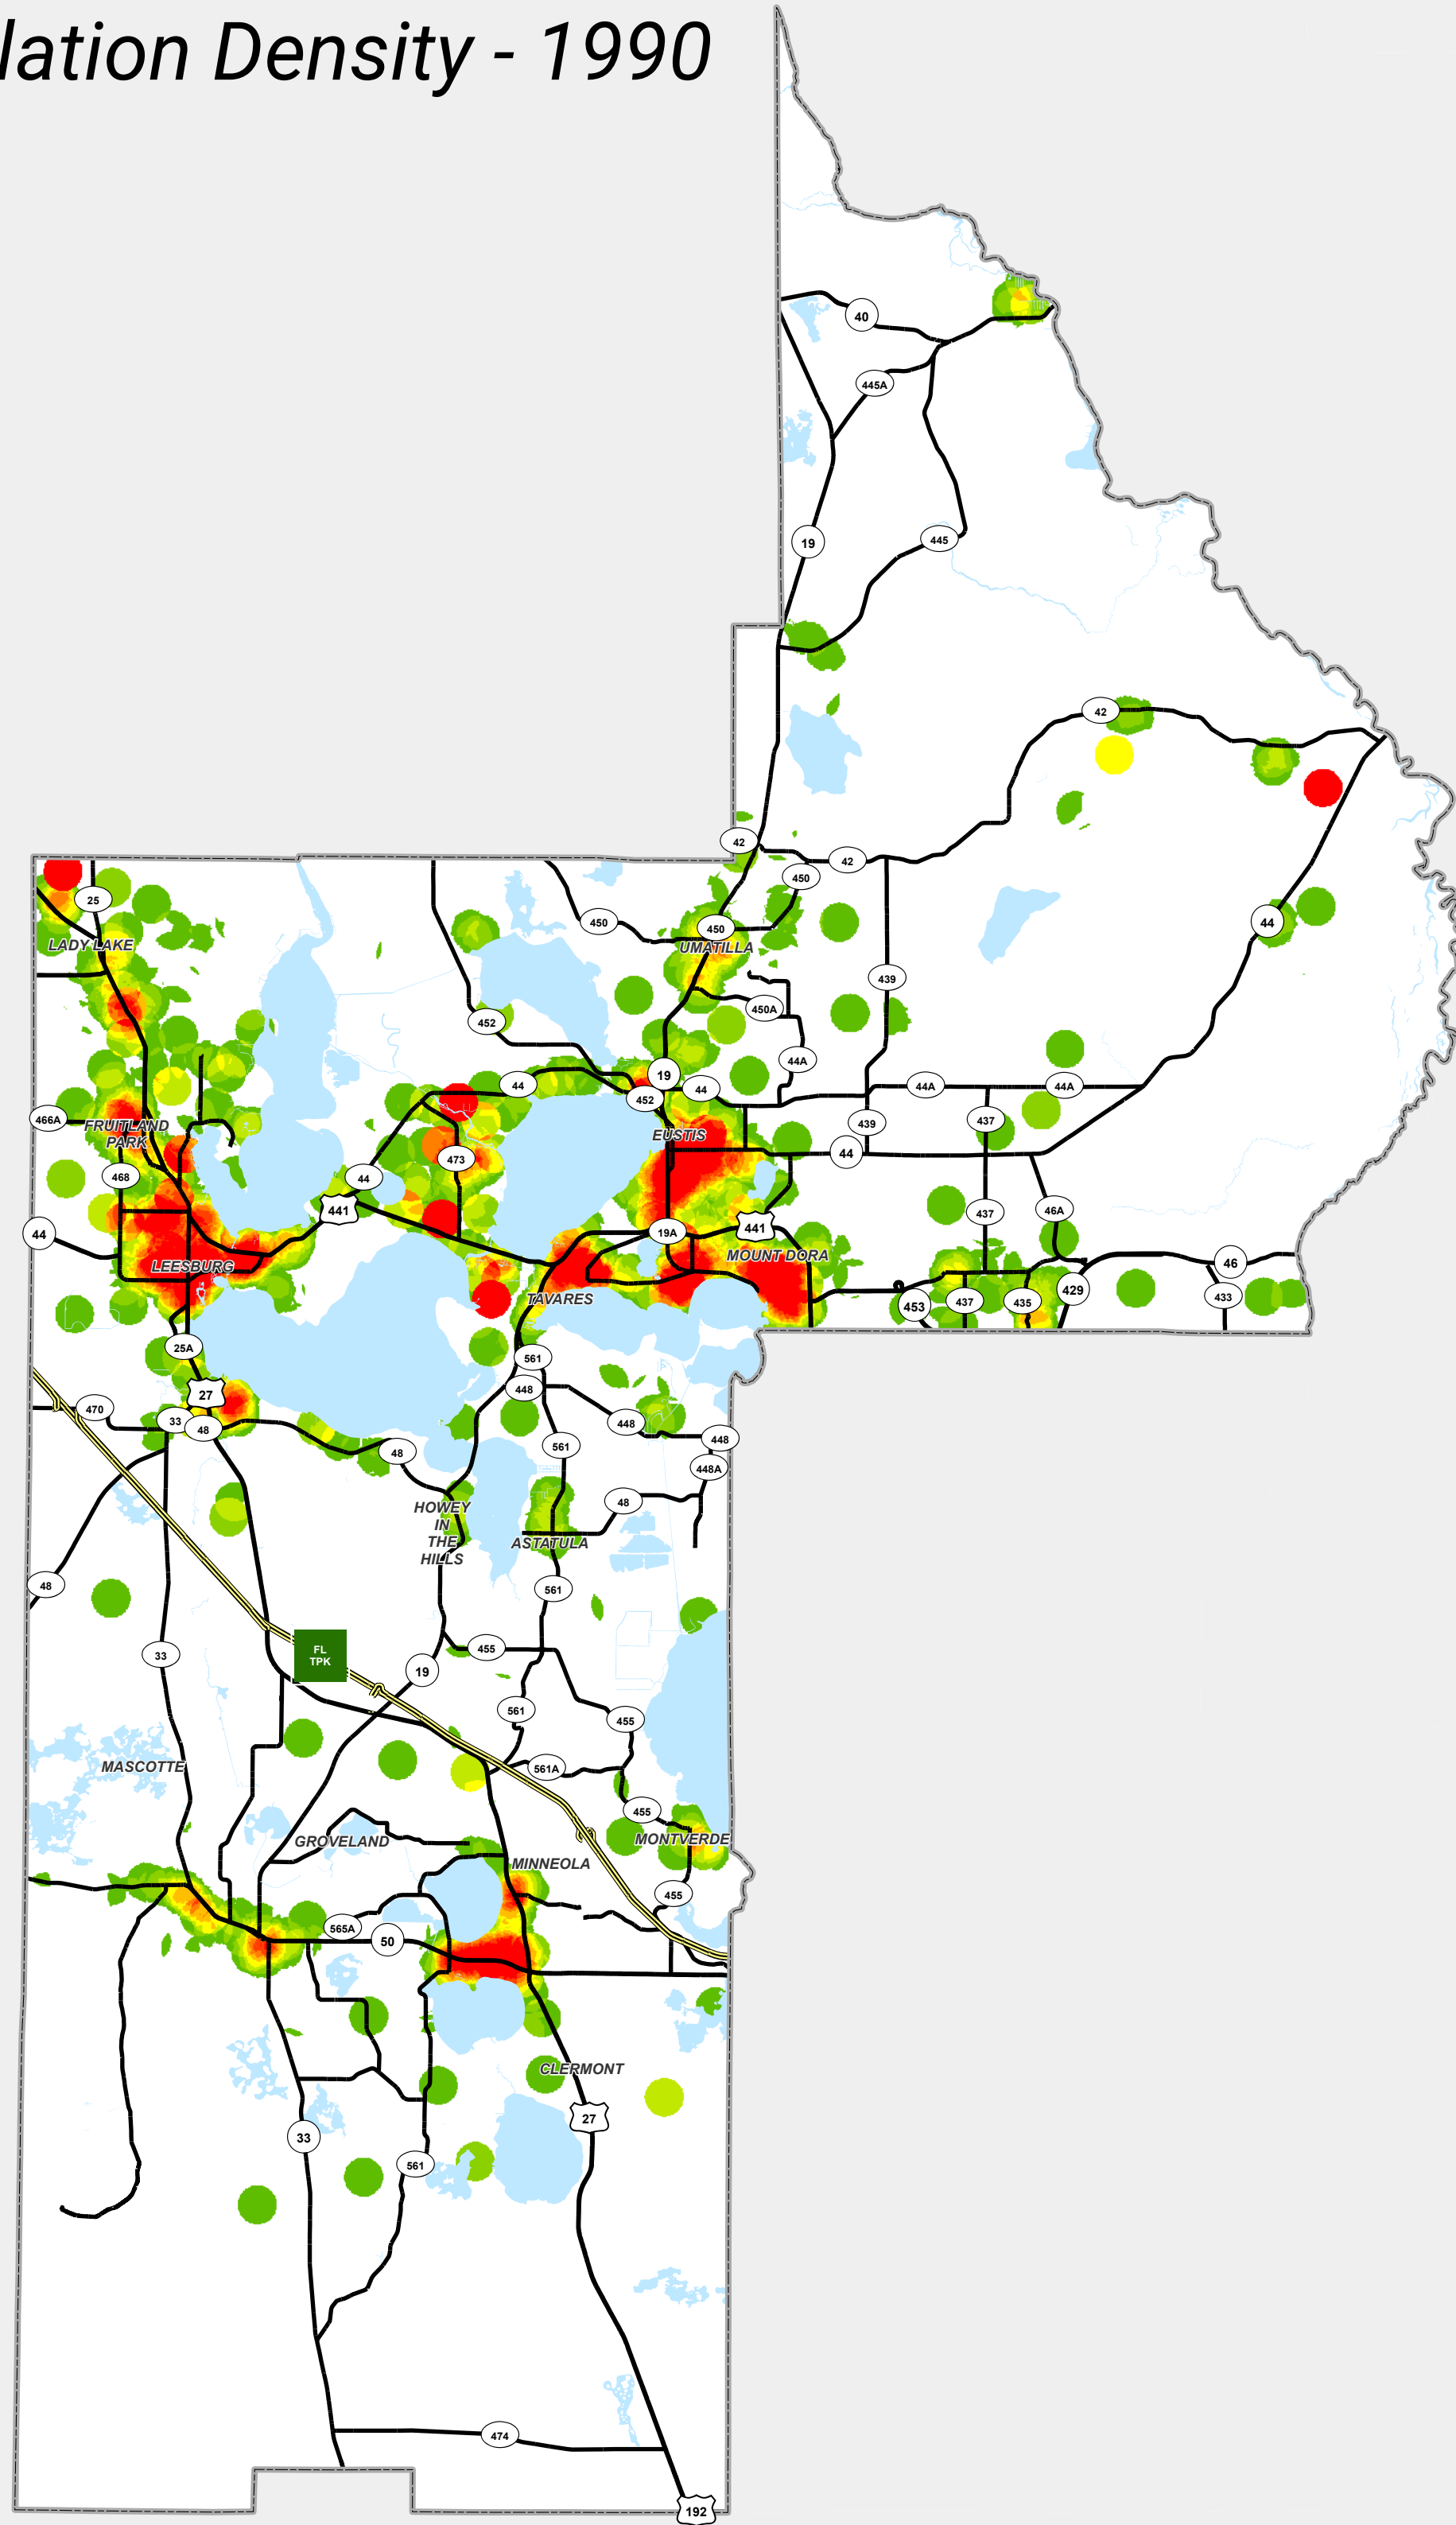 lation Density - 1990
40
445A
19
445
42
42
42
450
25
450
450
44
LADY LAKE
UMATILLA
439
450A
452
44A
19
44
44
44A
44A
452
466A
437
439
FRUITLAND
PARK
EUSTIS
44
473
468
44
441
437
46A
44
19A
441
MOUNT DORA
46
LEESBURG
TAVARES
429
433
453
437
435
25A
561
448
27
470
33
48
448
448
48
561
448A
HOWEY
IN
THE
HILLS
48
ASTATULA
48
561
FL
TPK
33
455
19
561
455
MASCOTTE
561A
455
GROVELAND
MONTVERDE
MINNEOLA
455
565A
50
CLERMONT
27
33
561
474
192